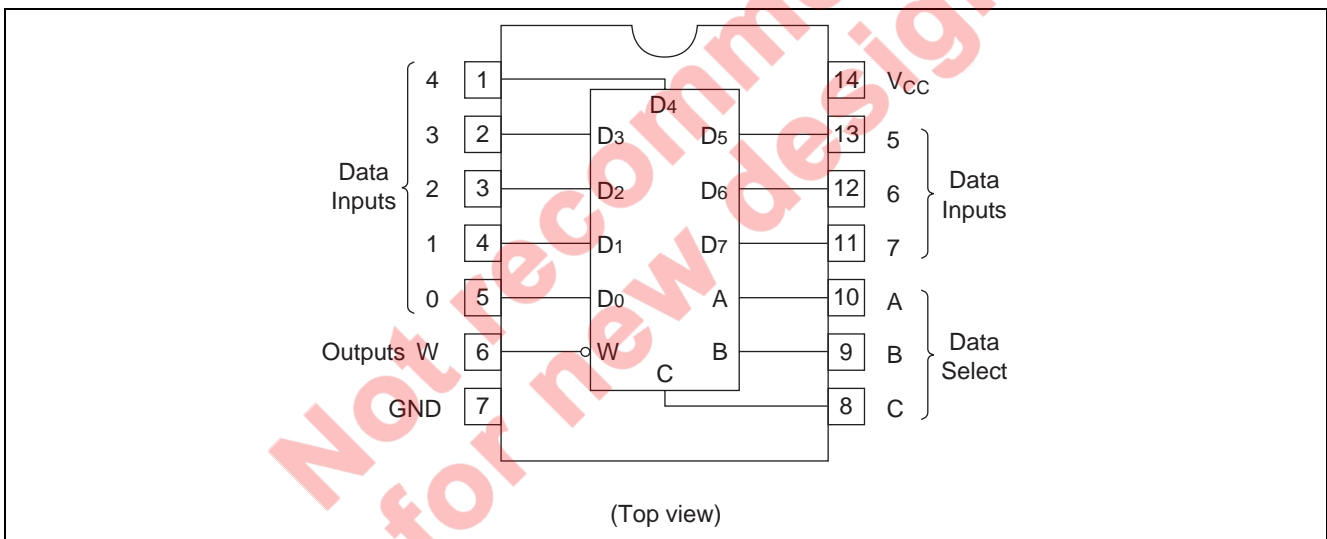 4 1 14 VCC
D4
3 2 D3 D5 13 5
Data Inputs
2 3 D2 D6 12 6
Data Inputs
1 4 D1 D7 11 7
0 5 D0 A 10 A
Outputs W 6 W B 9 B
Data Select
C
GND 7 8 C
(Top view)
Not recomme
for new design